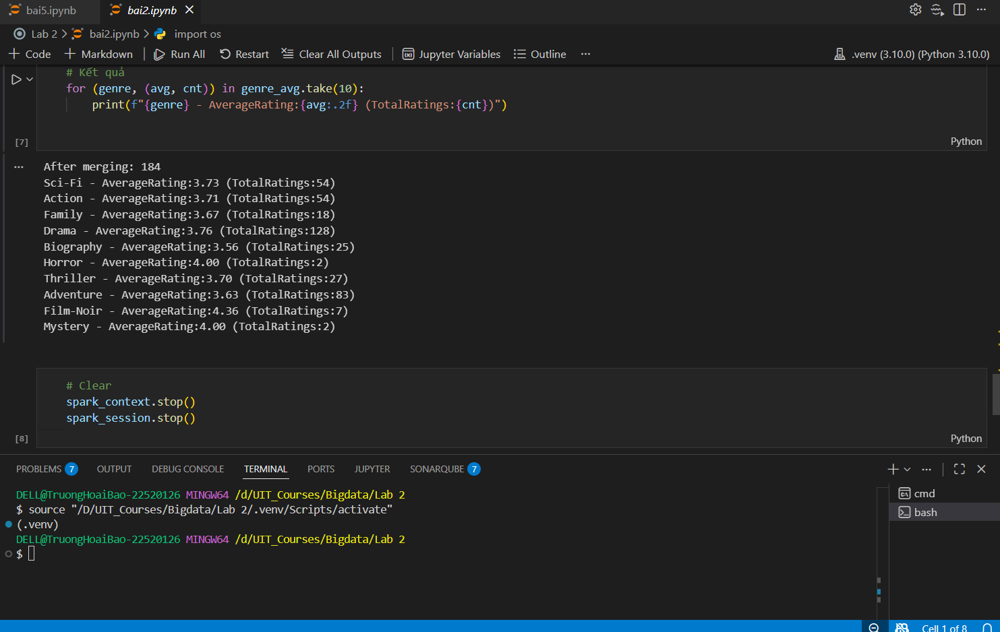 bai5.ipynb bai2.ipynb
Lab 2 > bai2.ipynb > import os
+ Code + Markdown | Run All Restart Clear All Outputs | Jupyter Variables Outline ... .venv (3.10.0) (Python 3.10.0)
# Kết quả
for (genre, (avg, cnt)) in genre_avg.take(10):
    print(f"{genre} - AverageRating:{avg:.2f} (TotalRatings:{cnt})")
[7] Python
After merging: 184
Sci-Fi - AverageRating:3.73 (TotalRatings:54)
Action - AverageRating:3.71 (TotalRatings:54)
Family - AverageRating:3.67 (TotalRatings:18)
Drama - AverageRating:3.76 (TotalRatings:128)
Biography - AverageRating:3.56 (TotalRatings:25)
Horror - AverageRating:4.00 (TotalRatings:2)
Thriller - AverageRating:3.70 (TotalRatings:27)
Adventure - AverageRating:3.63 (TotalRatings:83)
Film-Noir - AverageRating:4.36 (TotalRatings:7)
Mystery - AverageRating:4.00 (TotalRatings:2)
# Clear
spark_context.stop()
spark_session.stop()
[8] Python
PROBLEMS 7 OUTPUT DEBUG CONSOLE TERMINAL PORTS JUPYTER SONARQUBE 7
DELL@TruongHoaiBao-22520126 MINGW64 /d/UIT_Courses/Bigdata/Lab 2
$ source "/D/UIT_Courses/Bigdata/Lab 2/.venv/Scripts/activate"
(.venv)
DELL@TruongHoaiBao-22520126 MINGW64 /d/UIT_Courses/Bigdata/Lab 2
$
cmd
bash
Cell 1 of 8